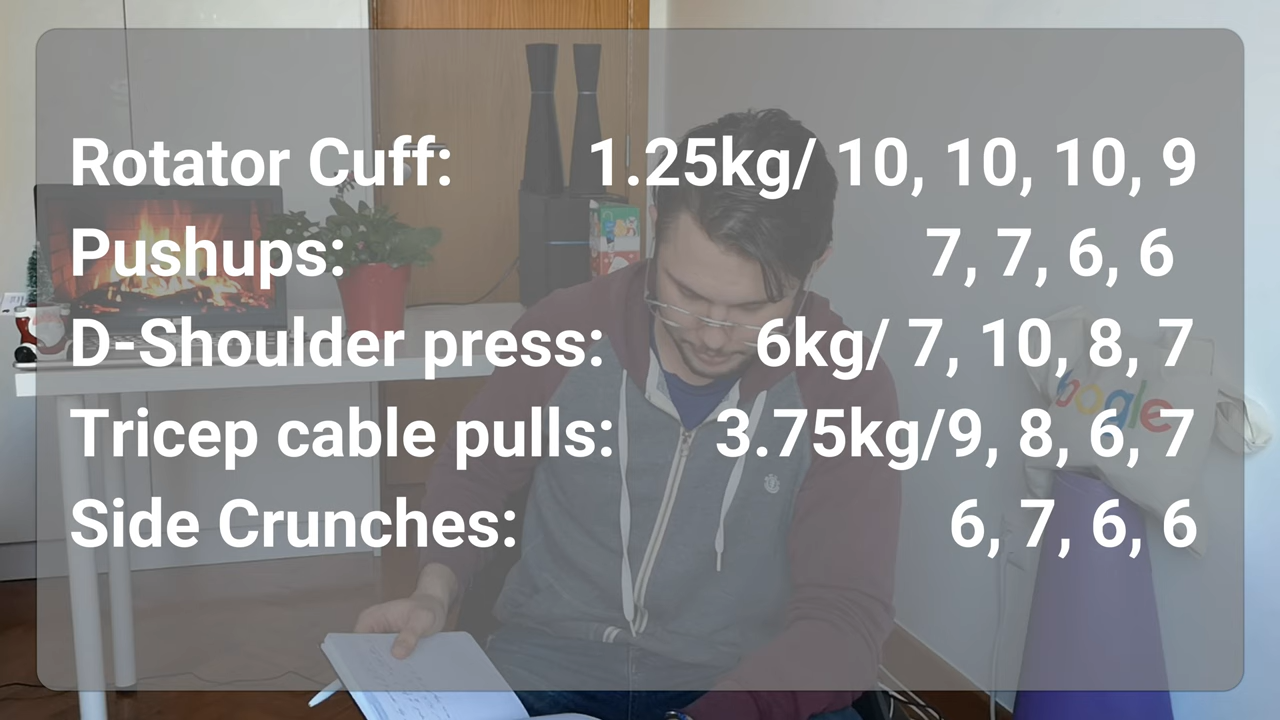 Rotator Cuff: 1.25kg/ 10, 10, 10, 9
Pushups: 7, 7, 6, 6
D-Shoulder press: 6kg/ 7, 10, 8, 7
Tricep cable pulls: 3.75kg/9, 8, 6, 7
Side Crunches: 6, 7, 6, 6
oogle